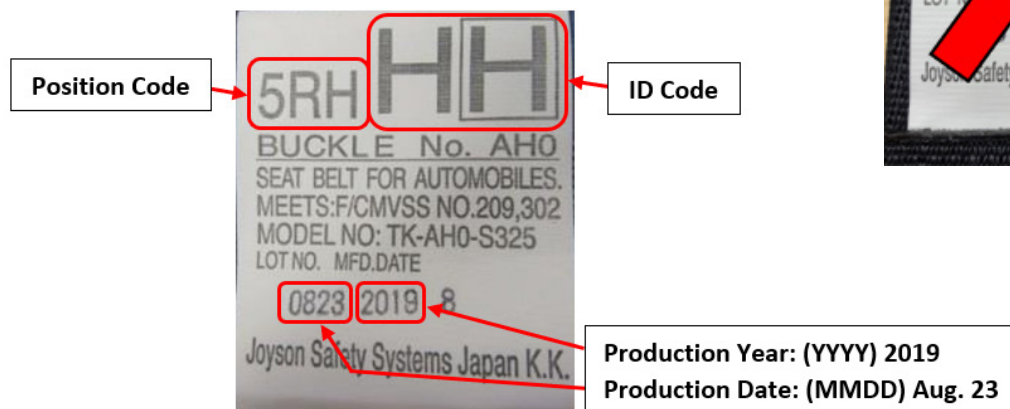 Position Code
5RH
HH
ID Code
BUCKLE No. AH0
SEAT BELT FOR AUTOMOBILES.
MEETS:F/CMVSS NO.209,302
MODEL NO: TK-AH0-S325
LOT NO. MFD.DATE
0823 2019 8
Joyson Safety Systems Japan K.K.
Production Year: (YYYY) 2019
Production Date: (MMDD) Aug. 23